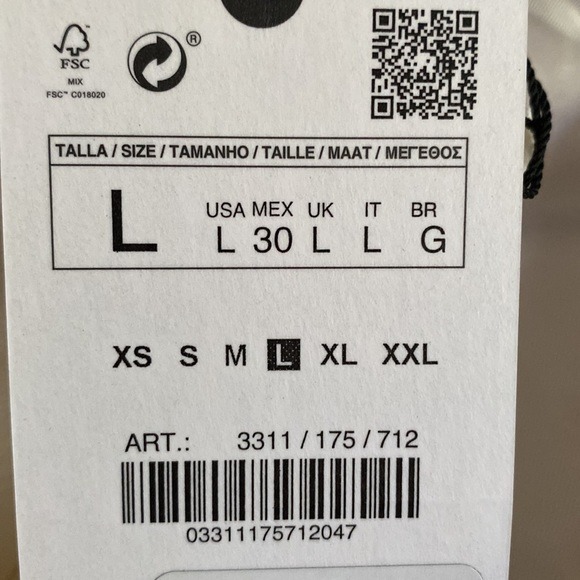 FSC
®
MIX
FSC™ C018020
TALLA / SIZE / TAMANHO / TAILLE / MAAT / ΜΕΓΕΘΟΣ
L
USA MEX UK IT BR
L 30 L L G
XS S M L XL XXL
ART.: 3311 / 175 / 712
03311175712047